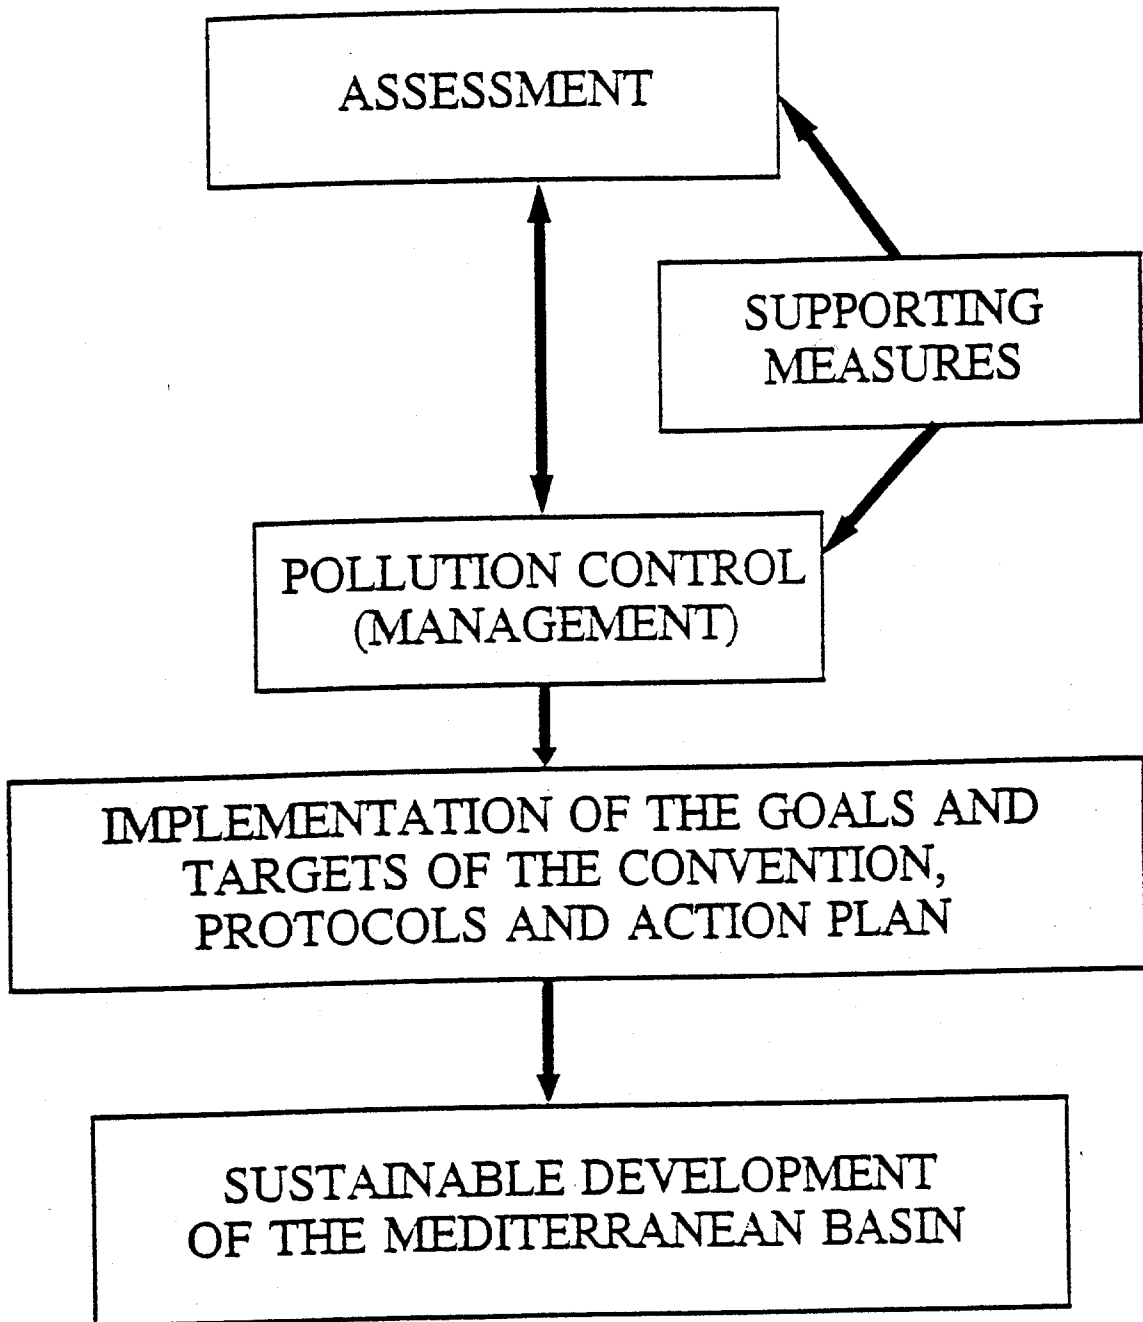 ASSESSMENT
SUPPORTING
MEASURES
POLLUTION CONTROL
(MANAGEMENT)
IMPLEMENTATION OF THE GOALS AND
TARGETS OF THE CONVENTION,
PROTOCOLS AND ACTION PLAN
SUSTAINABLE DEVELOPMENT
OF THE MEDITERRANEAN BASIN